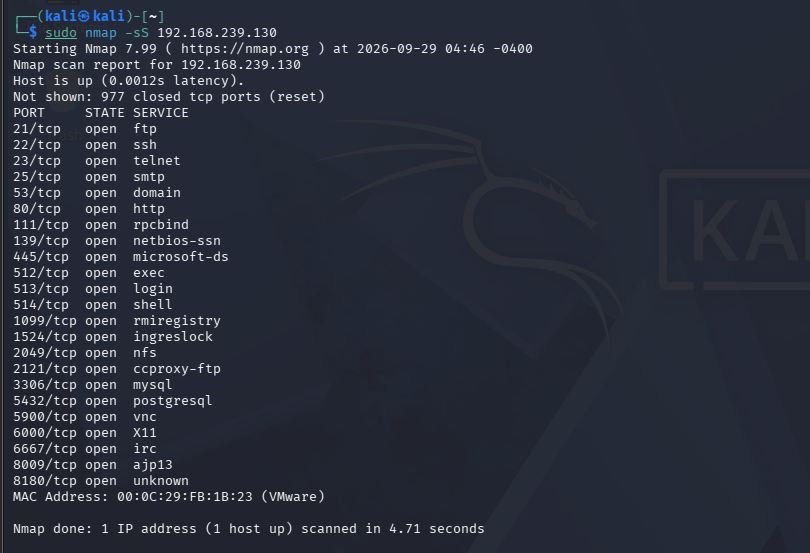 ┌──(kali㉿kali)-[~]
└─$ sudo nmap -sS 192.168.239.130
Starting Nmap 7.99 ( https://nmap.org ) at 2026-09-29 04:46 -0400
Nmap scan report for 192.168.239.130
Host is up (0.0012s latency).
Not shown: 977 closed tcp ports (reset)
PORT     STATE SERVICE
21/tcp   open  ftp
22/tcp   open  ssh
23/tcp   open  telnet
25/tcp   open  smtp
53/tcp   open  domain
80/tcp   open  http
111/tcp  open  rpcbind
139/tcp  open  netbios-ssn
445/tcp  open  microsoft-ds
512/tcp  open  exec
513/tcp  open  login
514/tcp  open  shell
1099/tcp open  rmiregistry
1524/tcp open  ingreslock
2049/tcp open  nfs
2121/tcp open  ccproxy-ftp
3306/tcp open  mysql
5432/tcp open  postgresql
5900/tcp open  vnc
6000/tcp open  X11
6667/tcp open  irc
8009/tcp open  ajp13
8180/tcp open  unknown
MAC Address: 00:0C:29:FB:1B:23 (VMware)
Nmap done: 1 IP address (1 host up) scanned in 4.71 seconds